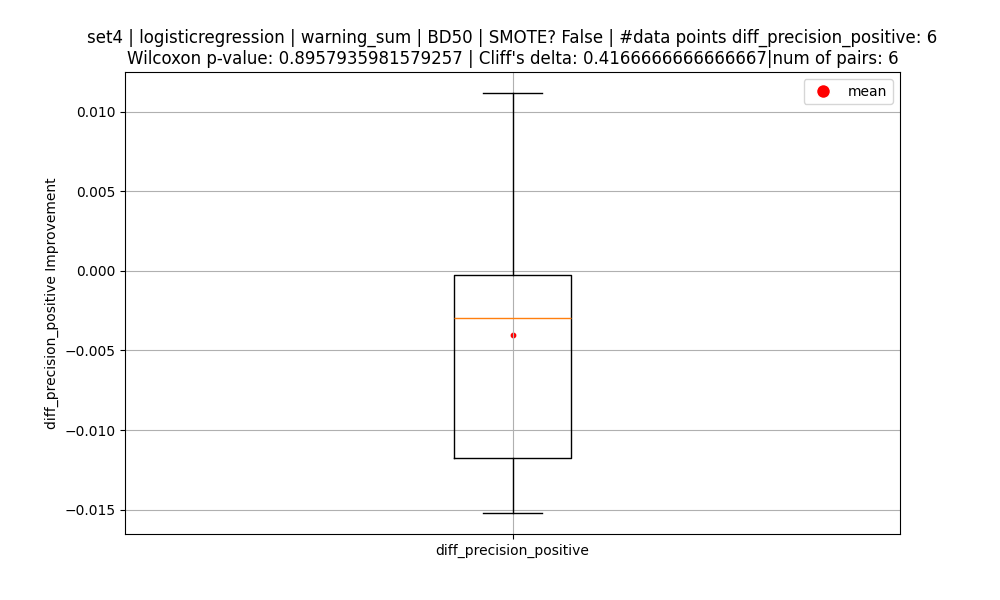 set4 | logisticregression | warning_sum | BD50 | SMOTE? False | #data points diff_precision_positive: 6
Wilcoxon p-value: 0.8957935981579257 | Cliff's delta: 0.4166666666666667|num of pairs: 6
mean
0.010
0.005
0.000
−0.005
−0.010
−0.015
diff_precision_positive Improvement
diff_precision_positive